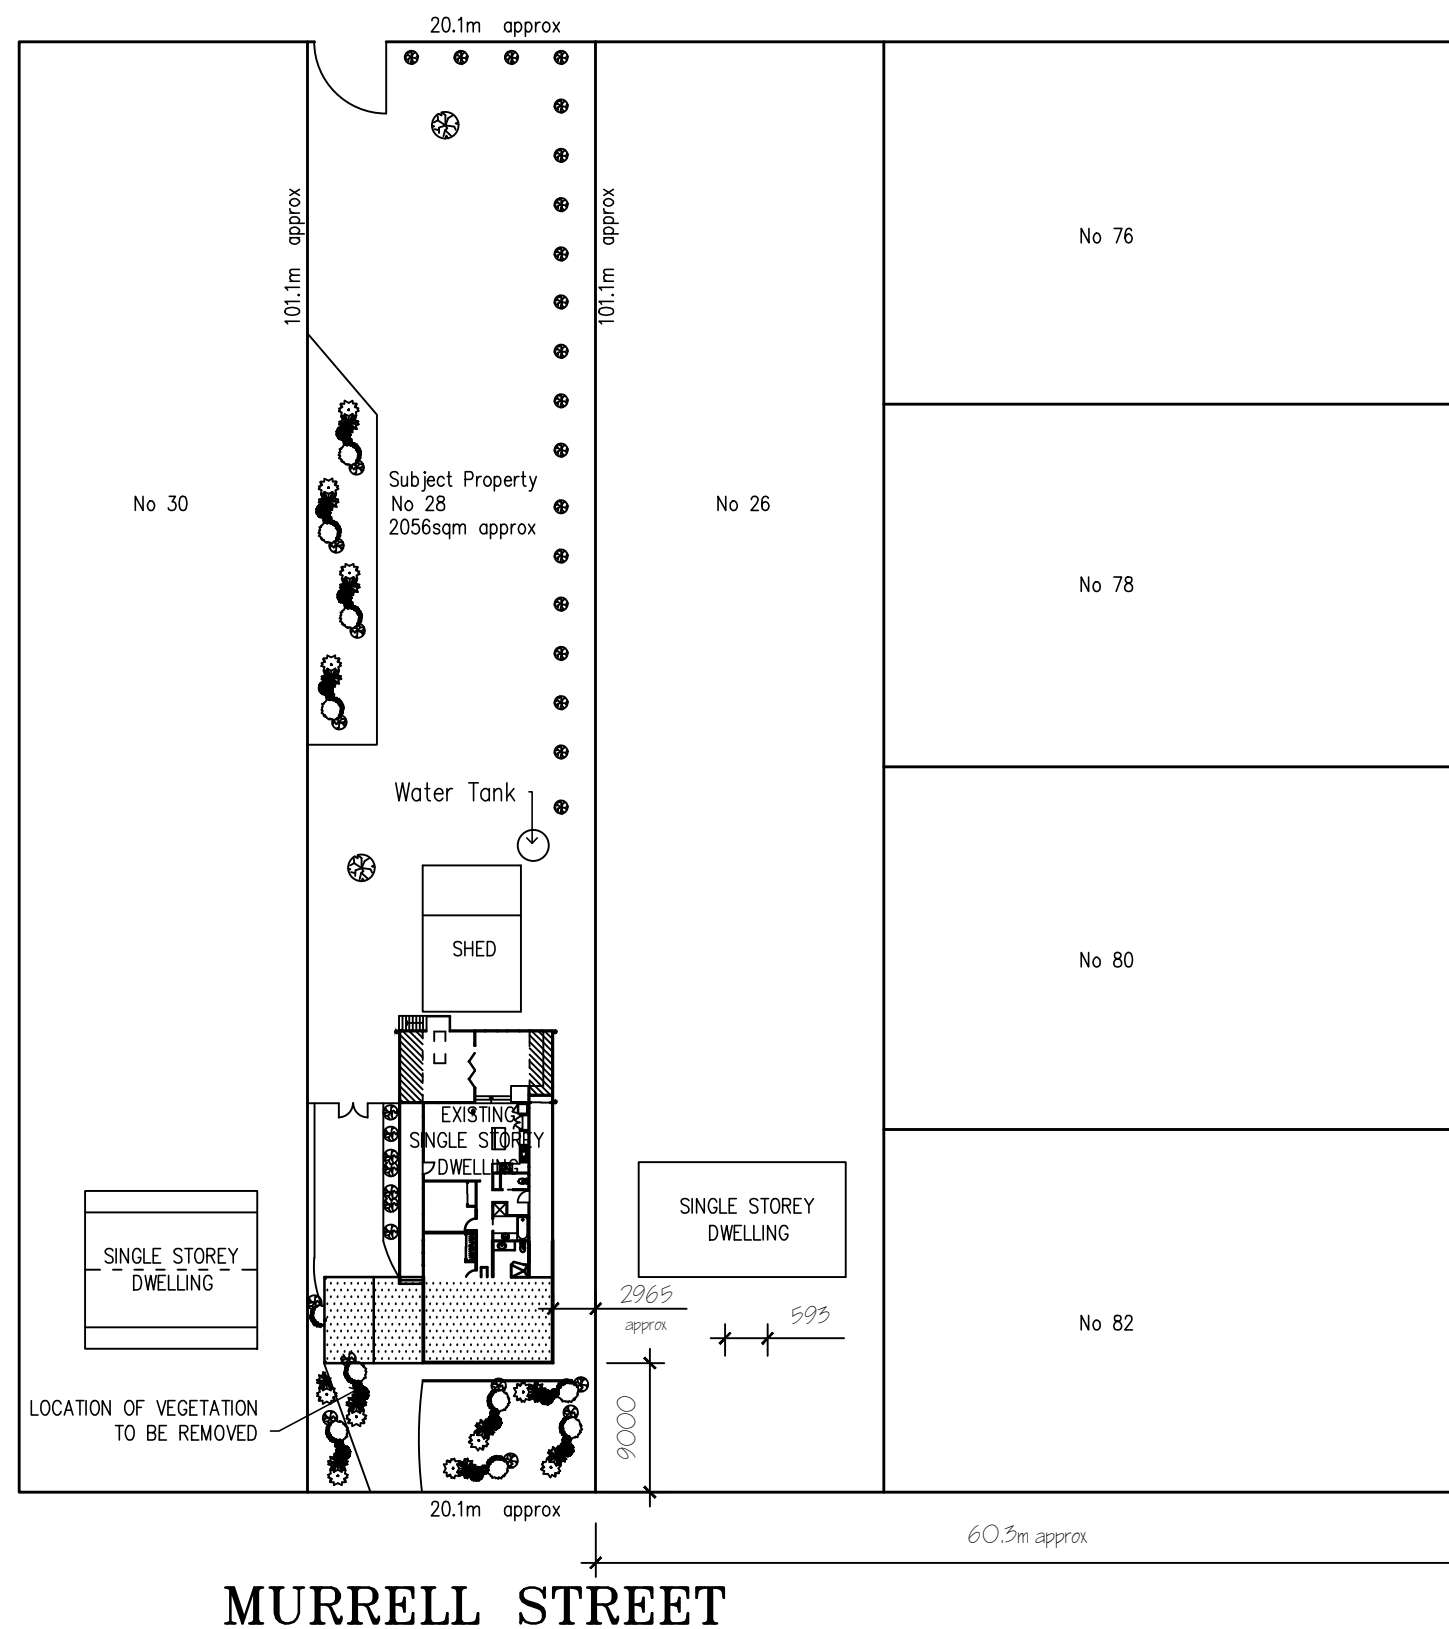 20.1m approx
101.1m approx
101.1m approx
No 76
Subject Property
No 28
2056sqm approx
No 30
No 26
No 78
Water Tank
SHED
No 80
EXISTING
SINGLE STOREY
DWELLING
SINGLE STOREY
DWELLING
SINGLE STOREY
DWELLING
2965
approx
593
No 82
LOCATION OF VEGETATION
TO BE REMOVED
9000
20.1m approx
60.3m approx
MURRELL STREET